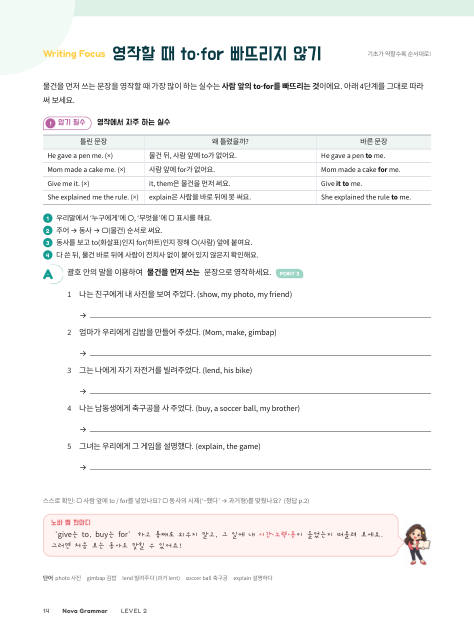 Writing Focus 영작할 때 to·for 빠뜨리지 않기
기초가 약할수록 순서대로!
물건을 먼저 쓰는 문장을 영작할 때 가장 많이 하는 실수는 사람 앞의 to·for를 빠뜨리는 것이에요. 아래 4단계를 그대로 따라
써 보세요.
! 암기 필수 영작에서 자주 하는 실수
틀린 문장 왜 틀렸을까? 바른 문장
He gave a pen me. (×) 물건 뒤, 사람 앞에 to가 없어요. He gave a pen to me.
Mom made a cake me. (×) 사람 앞에 for가 없어요. Mom made a cake for me.
Give me it. (×) it, them은 물건을 먼저 써요. Give it to me.
She explained me the rule. (×) explain은 사람을 바로 뒤에 못 써요. She explained the rule to me.
1 우리말에서 ‘누구에게’에 ○, ‘무엇을’에 □ 표시를 해요.
2 주어 → 동사 → □(물건) 순서로 써요.
3 동사를 보고 to(화살표)인지 for(하트)인지 정해 ○(사람) 앞에 붙여요.
4 다 쓴 뒤, 물건 바로 뒤에 사람이 전치사 없이 붙어 있지 않은지 확인해요.
A 괄호 안의 말을 이용하여 물건을 먼저 쓰는 문장으로 영작하세요. POINT 3
1 나는 친구에게 내 사진을 보여 주었다. (show, my photo, my friend)
→
2 엄마가 우리에게 김밥을 만들어 주셨다. (Mom, make, gimbap)
→
3 그는 나에게 자기 자전거를 빌려주었다. (lend, his bike)
→
4 나는 남동생에게 축구공을 사 주었다. (buy, a soccer ball, my brother)
→
5 그녀는 우리에게 그 게임을 설명했다. (explain, the game)
→
스스로 확인: □ 사람 앞에 to / for를 넣었나요? □ 동사의 시제(‘~했다’ → 과거형)를 맞췄나요? (정답 p.2)
노바 쌤 한마디
‘give는 to, buy는 for’ 하고 통째로 외우지 말고, 그 일에 내 시간·노력·돈이 들었는지 떠올려 보세요.
그러면 처음 보는 동사도 맞힐 수 있어요!
단어 photo 사진 gimbap 김밥 lend 빌려주다 (과거 lent) soccer ball 축구공 explain 설명하다
14 Nova Grammar LEVEL 2